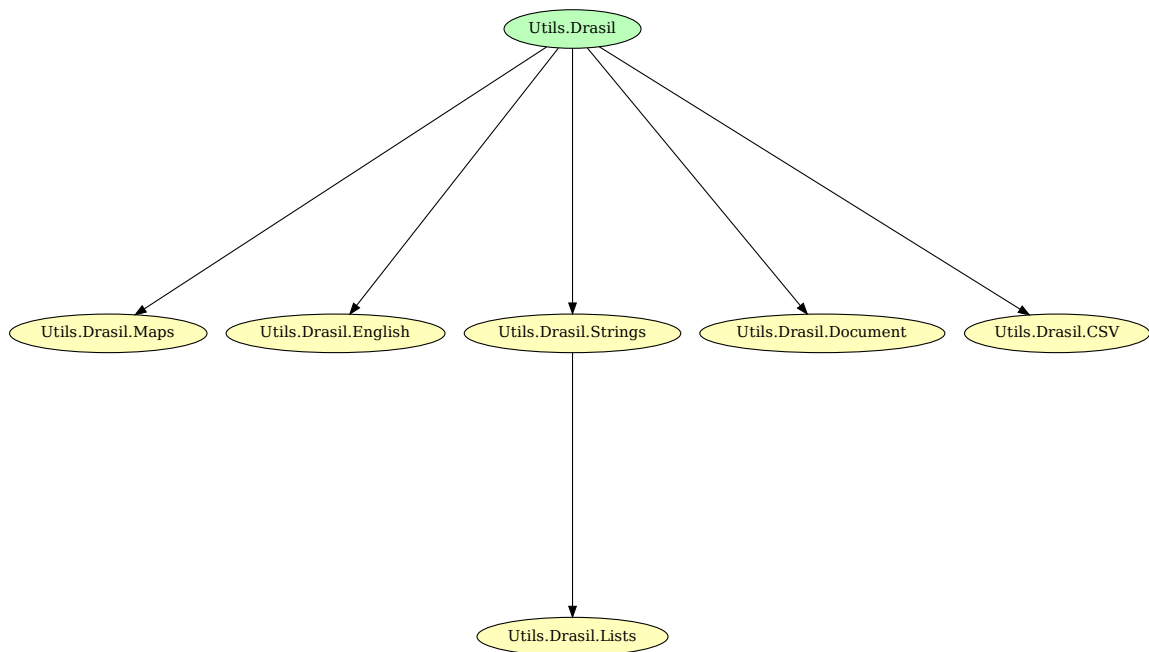 Utils.Drasil
Utils.Drasil.Maps
Utils.Drasil.English
Utils.Drasil.Strings
Utils.Drasil.Document
Utils.Drasil.CSV
Utils.Drasil.Lists